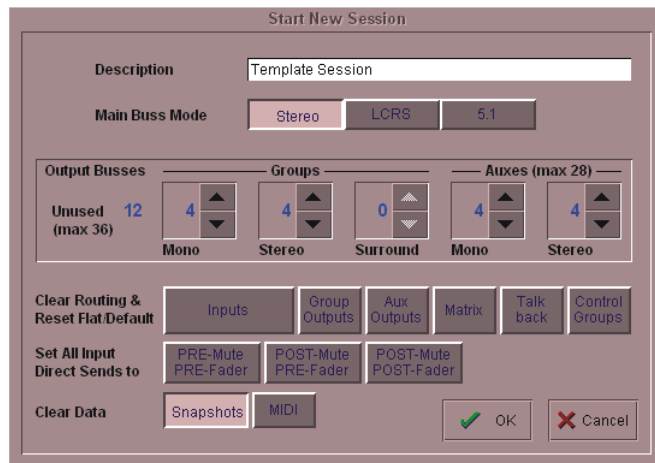 Start New Session
Description Template Session
Main Buss Mode Stereo LCRS 5.1
Output Busses Groups Auxes (max 28)
Unused 12 4 4 0 4 4
(max 36)
Mono Stereo Surround Mono Stereo
Clear Routing & Inputs Group Aux Matrix Talk Control
Reset Flat/Default Outputs Outputs back Groups
Set All Input PRE-Mute POST-Mute POST-Mute
Direct Sends to PRE-Fader PRE-Fader POST-Fader
Clear Data Snapshots MIDI
OK Cancel